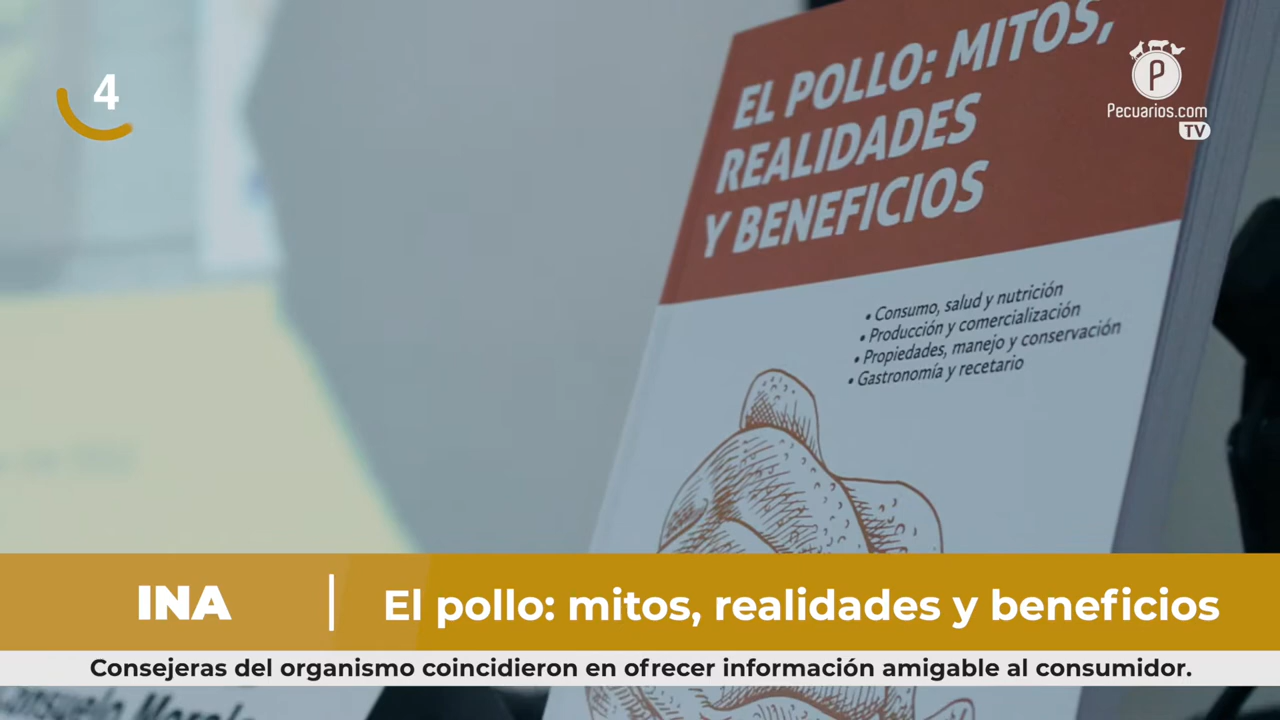 4
EL POLLO: MITOS,
REALIDADES
Y BENEFICIOS
P
Pecuarios.com
TV
• Consumo, salud y nutrición
• Producción y comercialización
• Propiedades, manejo y conservación
• Gastronomía y recetario
INA
El pollo: mitos, realidades y beneficios
Consejeras del organismo coincidieron en ofrecer información amigable al consumidor.